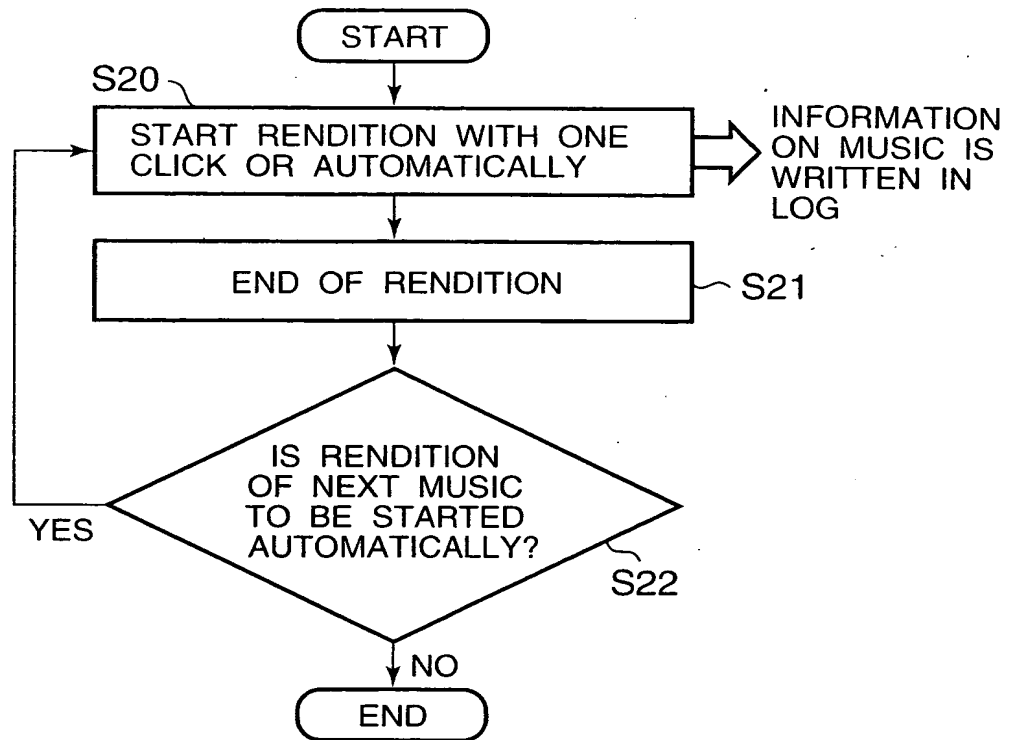 START
S20
START RENDITION WITH ONE
CLICK OR AUTOMATICALLY
INFORMATION
ON MUSIC IS
WRITTEN IN
LOG
END OF RENDITION
S21
IS RENDITION
OF NEXT MUSIC
TO BE STARTED
AUTOMATICALLY?
YES
S22
NO
END